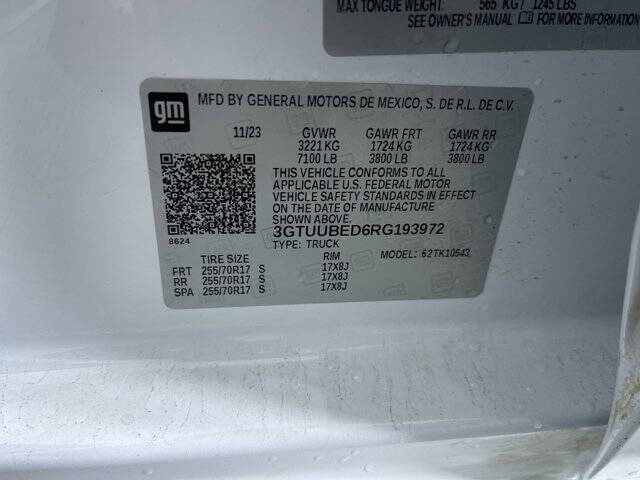 MAX TONGUE WEIGHT: 565 KG / 1245 LBS
SEE OWNER'S MANUAL FOR MORE INFORMATION
gm
MFD BY GENERAL MOTORS DE MEXICO, S. DE R.L. DE C.V.
11/23 GVWR GAWR FRT GAWR RR
3221 KG 1724 KG 1724 KG
7100 LB 3800 LB 3800 LB
THIS VEHICLE CONFORMS TO ALL
APPLICABLE U.S. FEDERAL MOTOR
VEHICLE SAFETY STANDARDS IN EFFECT
ON THE DATE OF MANUFACTURE
SHOWN ABOVE.
3GTUUBED6RG193972
8624
TYPE: TRUCK
MODEL: 62TK10543
TIRE SIZE RIM
FRT 255/70R17 S 17X8J
RR 255/70R17 S 17X8J
SPA 255/70R17 S 17X8J